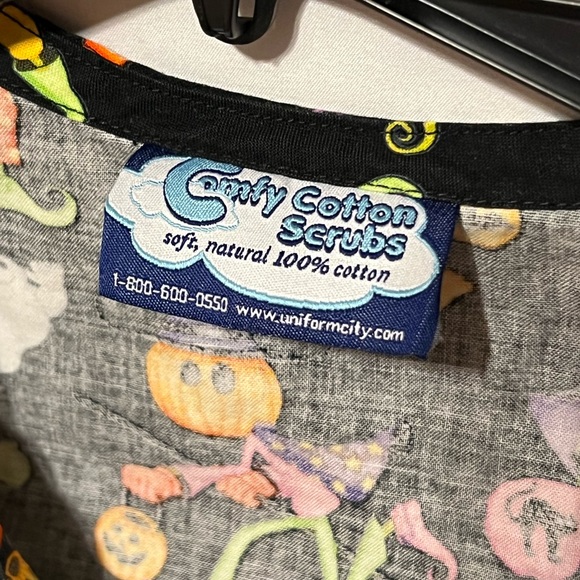 Comfy Cotton
Scrubs
soft, natural 100% cotton
1-800-600-0550 www.uniformcity.com